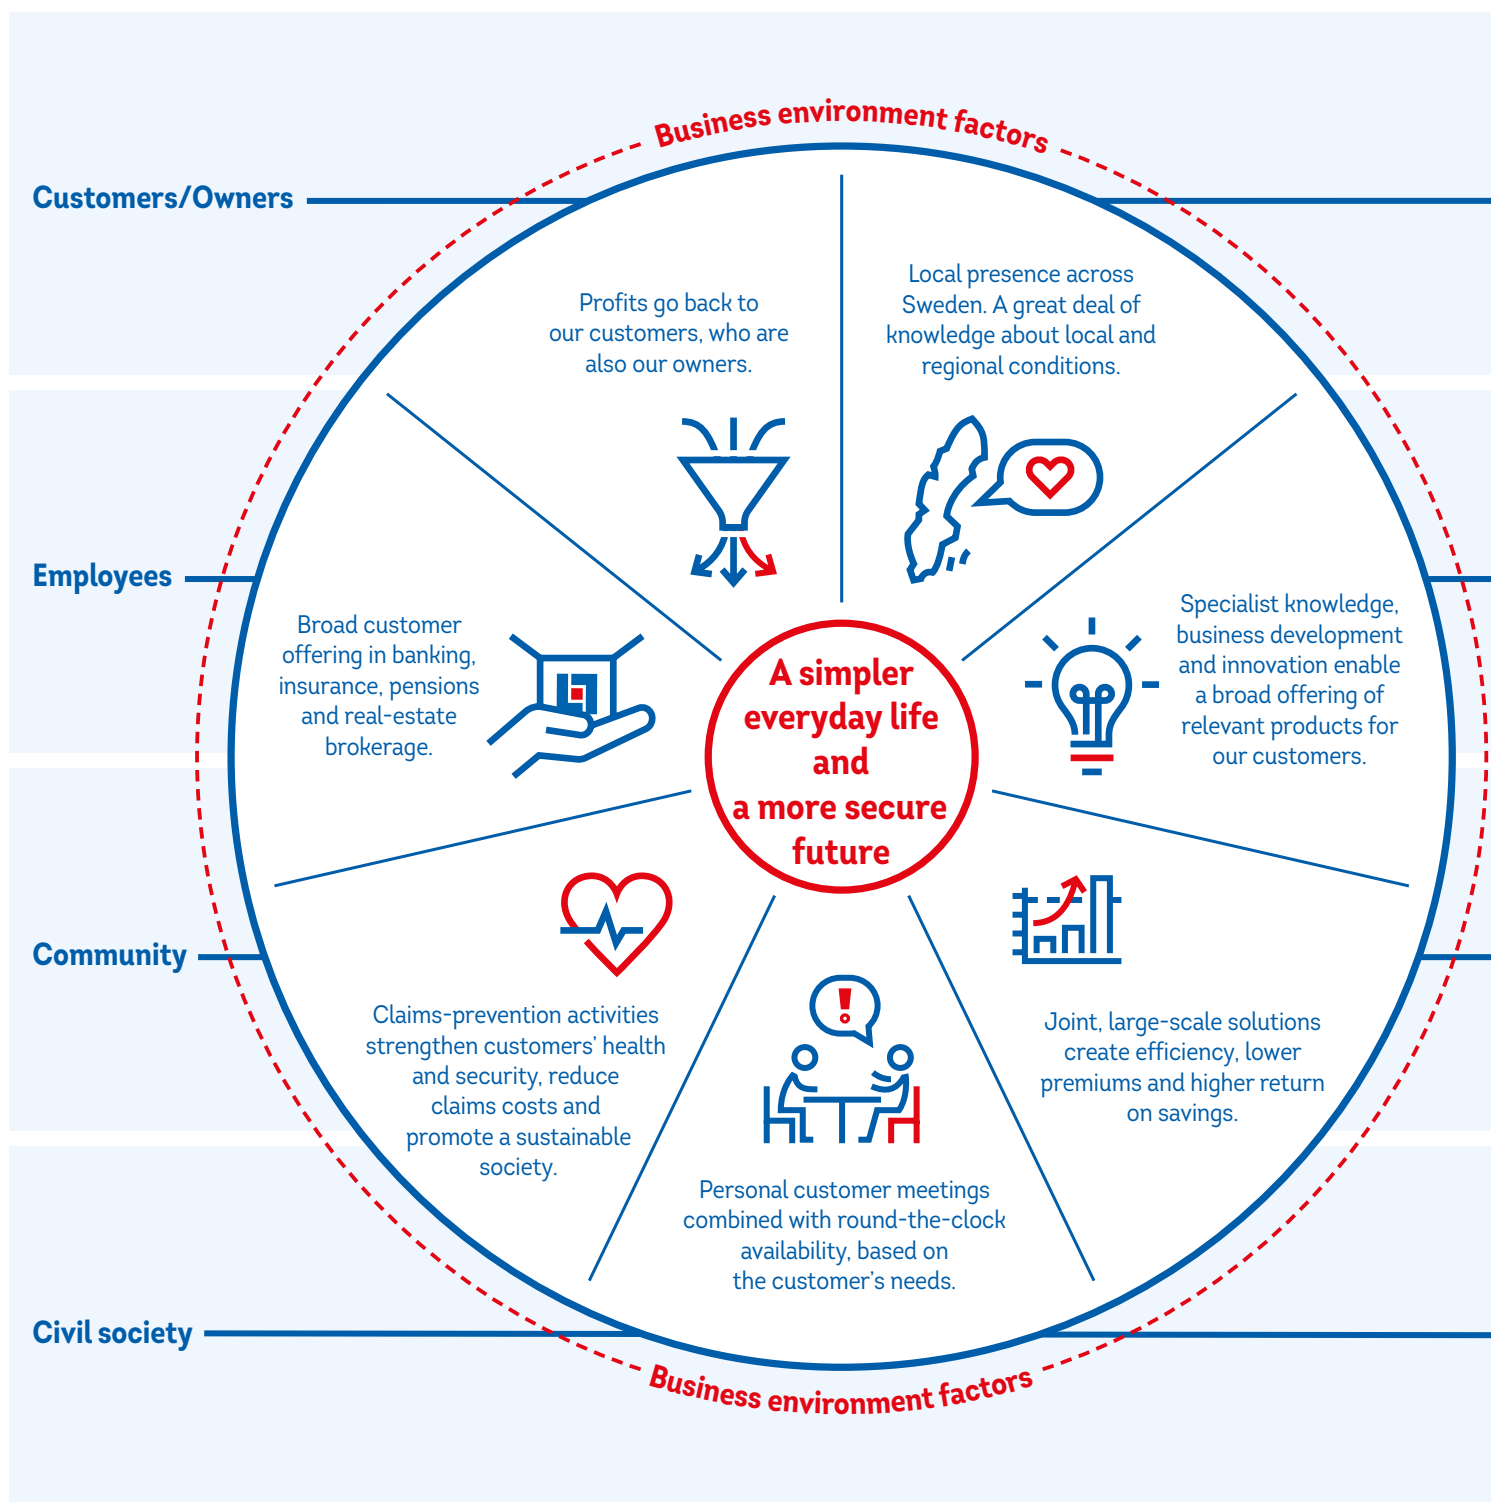 Business environment factors
Customers/Owners
Profits go back to
our customers, who are
also our owners.
Local presence across
Sweden. A great deal of
knowledge about local and
regional conditions.
Employees
Broad customer
offering in banking,
insurance, pensions
and real-estate
brokerage.
Specialist knowledge,
business development
and innovation enable
a broad offering of
relevant products for
our customers.
A simpler
everyday life
and
a more secure
future
Community
Claims-prevention activities
strengthen customers’ health
and security, reduce
claims costs and
promote a sustainable
society.
!
Personal customer meetings
combined with round-the-clock
availability, based on
the customer’s needs.
Joint, large-scale solutions
create efficiency, lower
premiums and higher return
on savings.
Civil society
Business environment factors